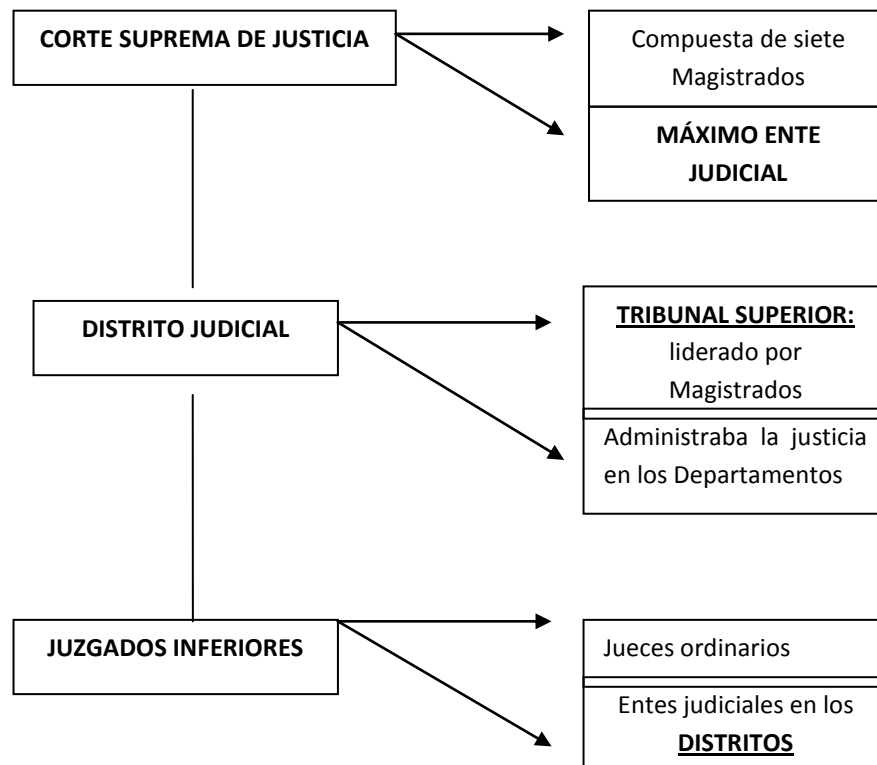 CORTE SUPREMA DE JUSTICIA
Compuesta de siete
Magistrados
MÁXIMO ENTE
JUDICIAL
DISTRITO JUDICIAL
TRIBUNAL SUPERIOR:
liderado por
Magistrados
Administraba la justicia
en los Departamentos
JUZGADOS INFERIORES
Jueces ordinarios
Entes judiciales en los
DISTRITOS